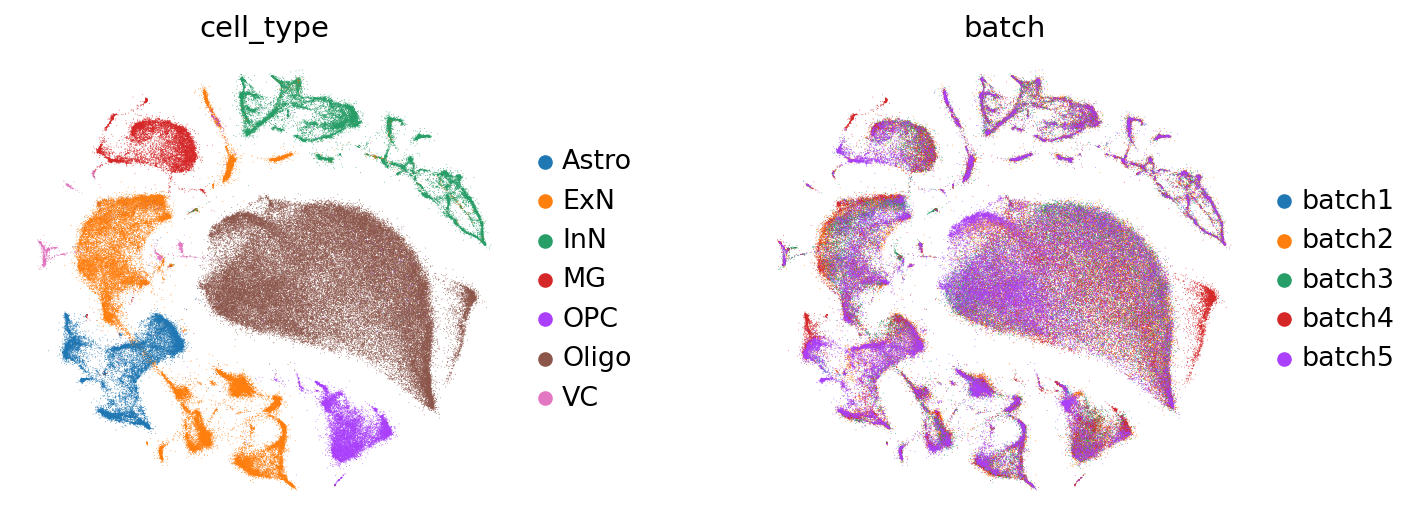 cell_type
Astro
ExN
InN
MG
OPC
Oligo
VC
batch
batch1
batch2
batch3
batch4
batch5